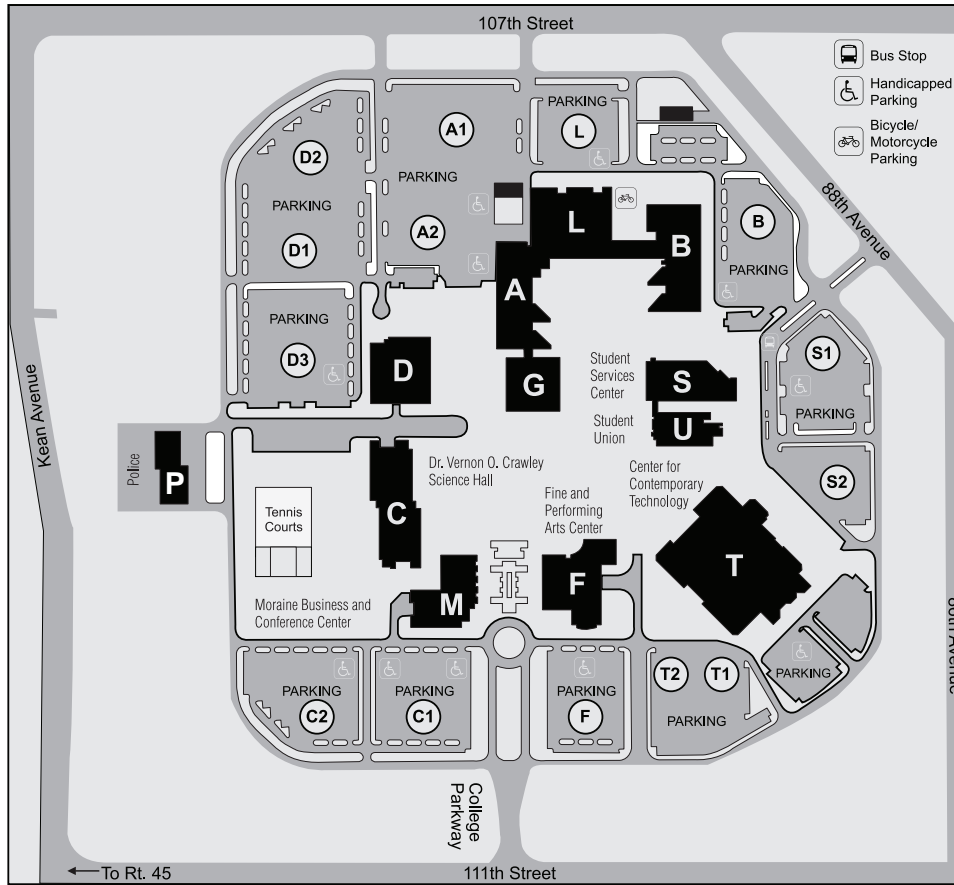 107th Street
Bus Stop
Handicapped
Parking
Bicycle/
Motorcycle
Parking
PARKING
L
A1
D2
PARKING
PARKING
D1
A2
88th Avenue
B
PARKING
L
B
A
PARKING
D3
D
G
Student
Services
Center
S
Student
Union
U
S1
PARKING
Kean Avenue
Police
P
Dr. Vernon O. Crawley
Science Hall
C
Tennis
Courts
Fine and
Performing
Arts Center
Center for
Contemporary
Technology
S2
T
F
Moraine Business and
Conference Center
M
PARKING
C2
PARKING
C1
PARKING
F
T2
T1
PARKING
PARKING
College
Parkway
To Rt. 45
111th Street